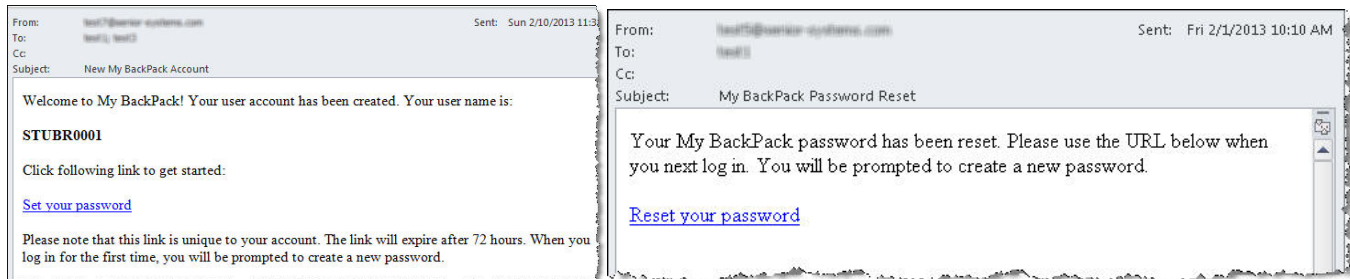 From:
Sent: Sun 2/10/2013 11:3
To:
Cc:
Subject: New My BackPack Account
Welcome to My BackPack! Your user account has been created. Your user name is:
STUBR0001
Click following link to get started:
Set your password
Please note that this link is unique to your account. The link will expire after 72 hours. When you
log in for the first time, you will be prompted to create a new password.
From:
Sent: Fri 2/1/2013 10:10 AM
To:
Cc:
Subject: My BackPack Password Reset
Your My BackPack password has been reset. Please use the URL below when
you next log in. You will be prompted to create a new password.
Reset your password